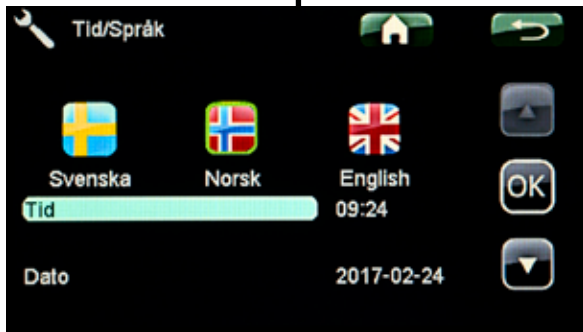 Tid/Språk
Svenska Norsk English
Tid 09:24
OK
Dato 2017-02-24